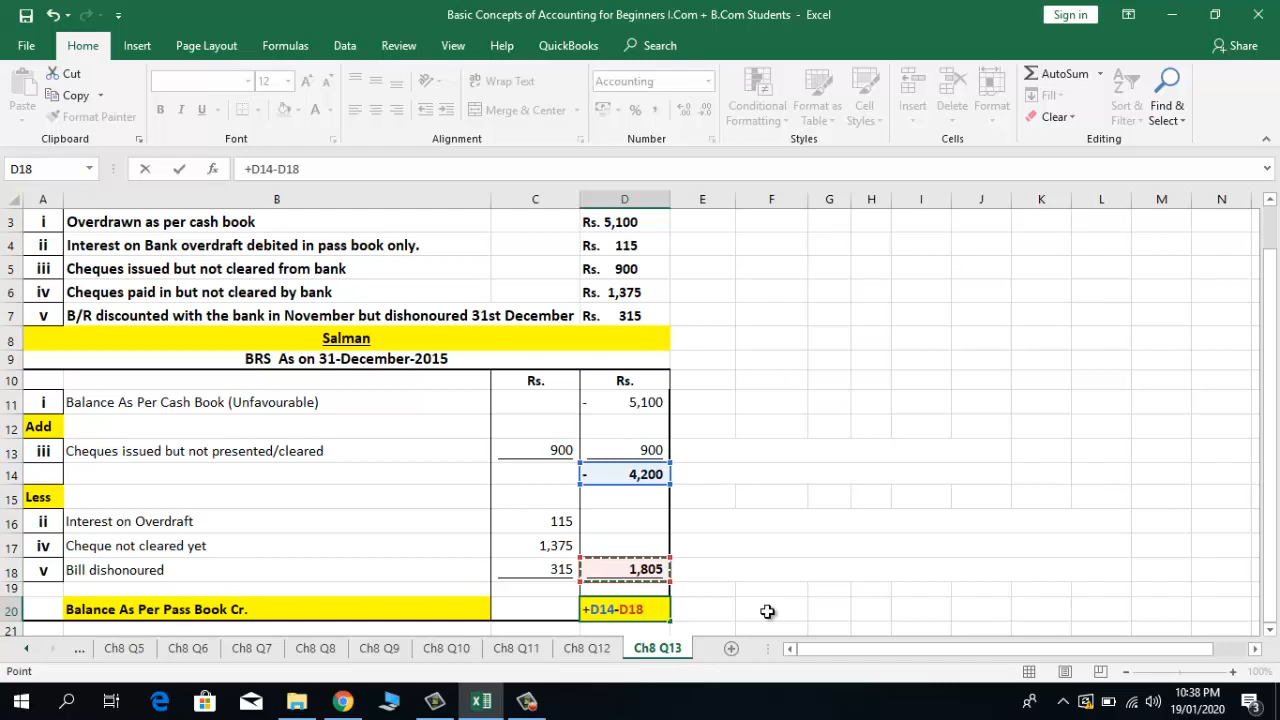 Basic Concepts of Accounting for Beginners I.Com + B.Com Students - Excel
Sign in
File Home Insert Page Layout Formulas Data Review View Help QuickBooks Search Share
Paste
Cut
Copy
Format Painter
Clipboard
12
A A
B I U
A
Font
Wrap Text
Merge & Center
Alignment
Accounting
% ,
Number
Conditional Formatting
Format as Table
Cell Styles
Styles
Insert
Delete
Format
Cells
AutoSum
Fill
Clear
Sort & Filter
Find & Select
Editing
D18 fx +D14-D18
A B C D E F G H I J K L M N
3 i Overdrawn as per cash book Rs. 5,100
4 ii Interest on Bank overdraft debited in pass book only. Rs. 115
5 iii Cheques issued but not cleared from bank Rs. 900
6 iv Cheques paid in but not cleared by bank Rs. 1,375
7 v B/R discounted with the bank in November but dishonoured 31st December Rs. 315
8 Salman
9 BRS As on 31-December-2015
10 Rs. Rs.
11 i Balance As Per Cash Book (Unfavourable) - 5,100
12 Add
13 iii Cheques issued but not presented/cleared 900 900
14 - 4,200
15 Less
16 ii Interest on Overdraft 115
17 iv Cheque not cleared yet 1,375
18 v Bill dishonoured 315 1,805
19
20 Balance As Per Pass Book Cr. +D14-D18
21
... Ch8 Q5 Ch8 Q6 Ch8 Q7 Ch8 Q8 Ch8 Q9 Ch8 Q10 Ch8 Q11 Ch8 Q12 Ch8 Q13
Point
100%
10:38 PM
19/01/2020
3